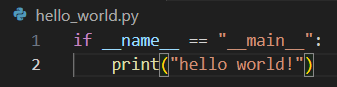 hello_world.py
1 if __name__ == "__main__":
2     print("hello world!")